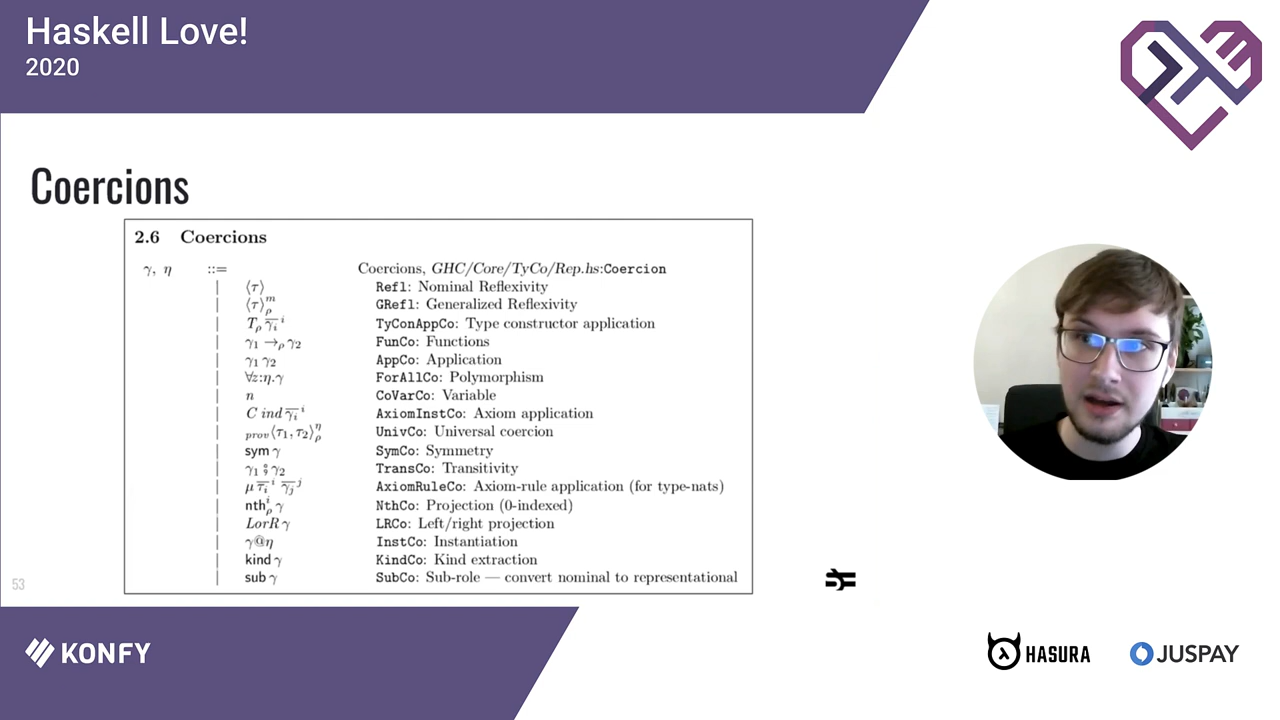 Haskell Love!
2020
Coercions
2.6 Coercions
γ, η ::= Coercions, GHC/Core/TyCo/Rep.hs:Coercion
| ⟨τ⟩ Refl: Nominal Reflexivity
| ⟨τ⟩ᵐᵨ GRefl: Generalized Reflexivity
| Tᵨ γᵢ̅ ⁱ TyConAppCo: Type constructor application
| γ₁ →ᵨ γ₂ FunCo: Functions
| γ₁ γ₂ AppCo: Application
| ∀z:η.γ ForAllCo: Polymorphism
| n CoVarCo: Variable
| C ind γᵢ̅ ⁱ AxiomInstCo: Axiom application
| prov⟨τ₁, τ₂⟩ᵨ^η UnivCo: Universal coercion
| sym γ SymCo: Symmetry
| γ₁ ⨟ γ₂ TransCo: Transitivity
| μ τᵢ̅ ⁱ γⱼ̅ ʲ AxiomRuleCo: Axiom-rule application (for type-nats)
| nthᵨⁱ γ NthCo: Projection (0-indexed)
| LorR γ LRCo: Left/right projection
| γ@η InstCo: Instantiation
| kind γ KindCo: Kind extraction
| sub γ SubCo: Sub-role — convert nominal to representational
53
KONFY
HASURA
JUSPAY